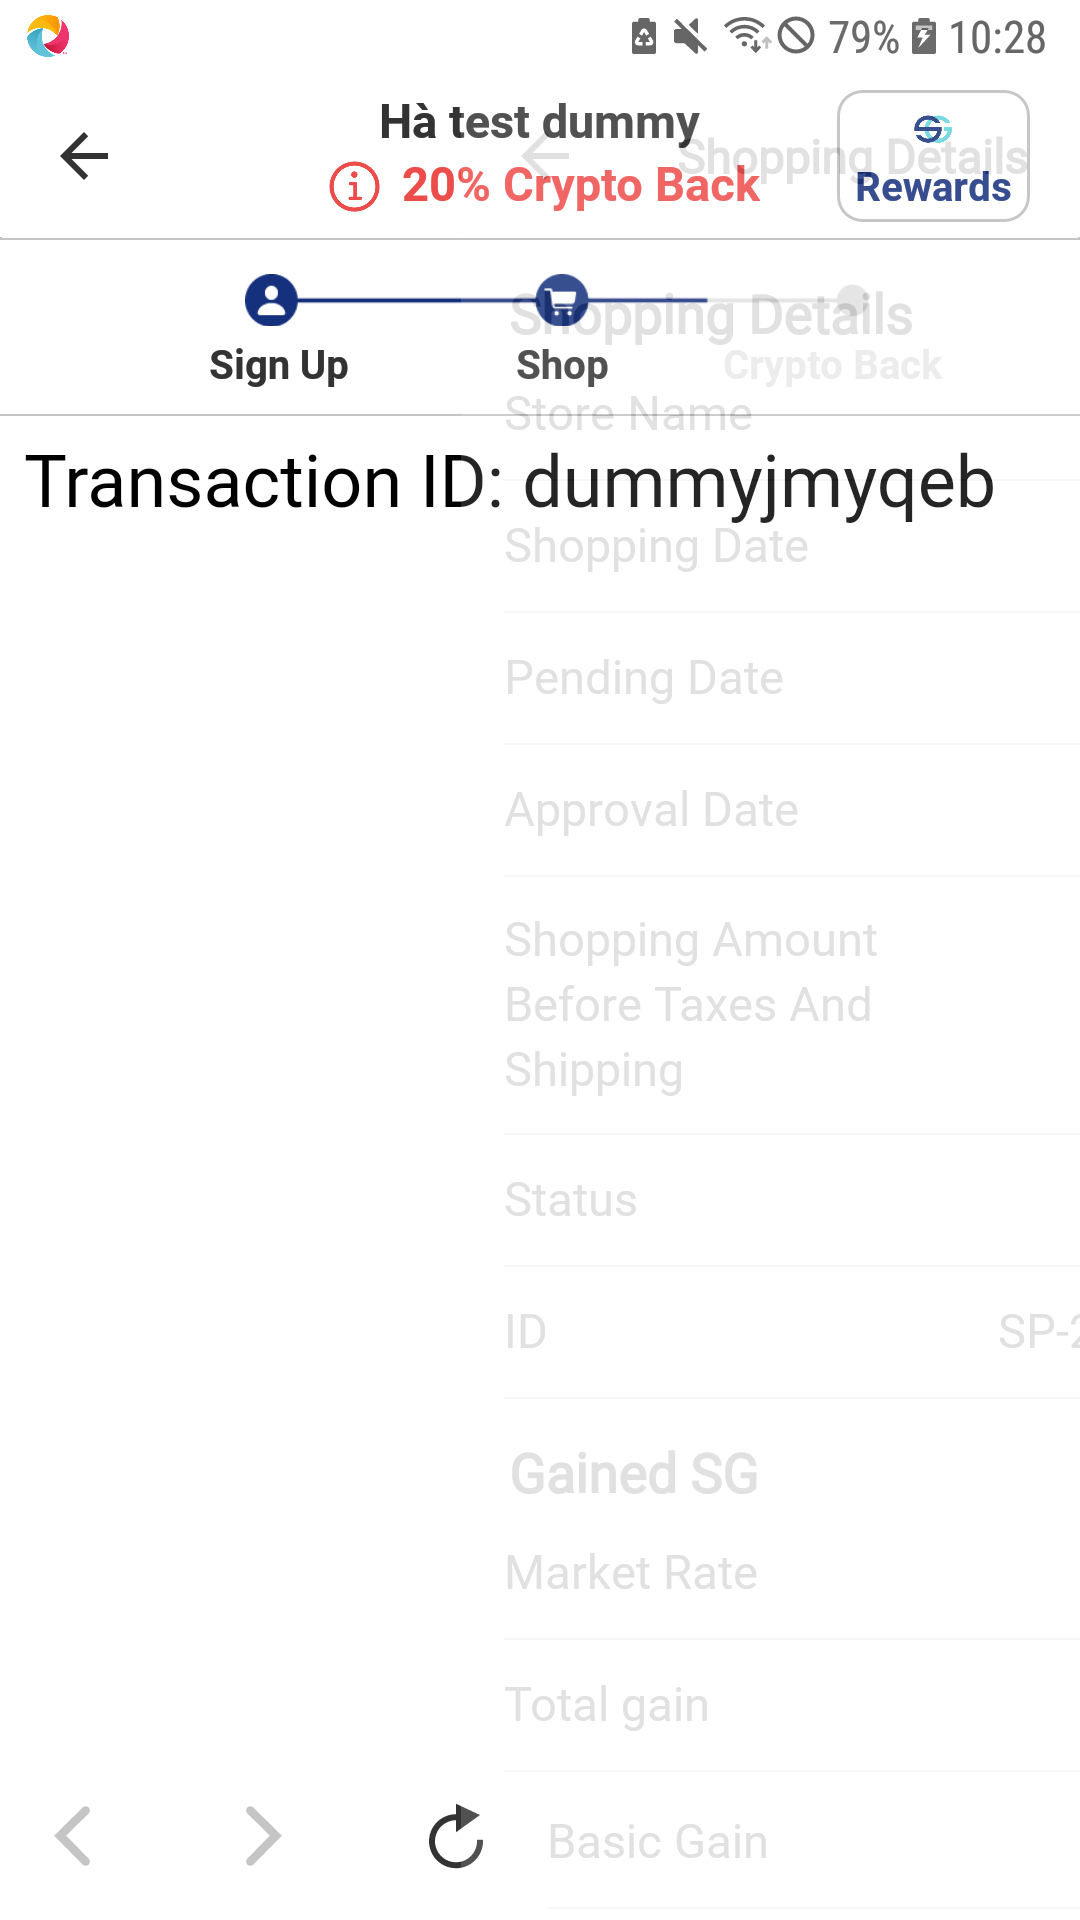 79% 10:28
Hà test dummy
20% Crypto Back
Rewards
Shopping Details
Sign Up
Shop
Crypto Back
Shopping Details
Store Name
Transaction ID: dummyjmyqeb
Shopping Date
Pending Date
Approval Date
Shopping Amount
Before Taxes And
Shipping
Status
ID SP-2
Gained SG
Market Rate
Total gain
Basic Gain